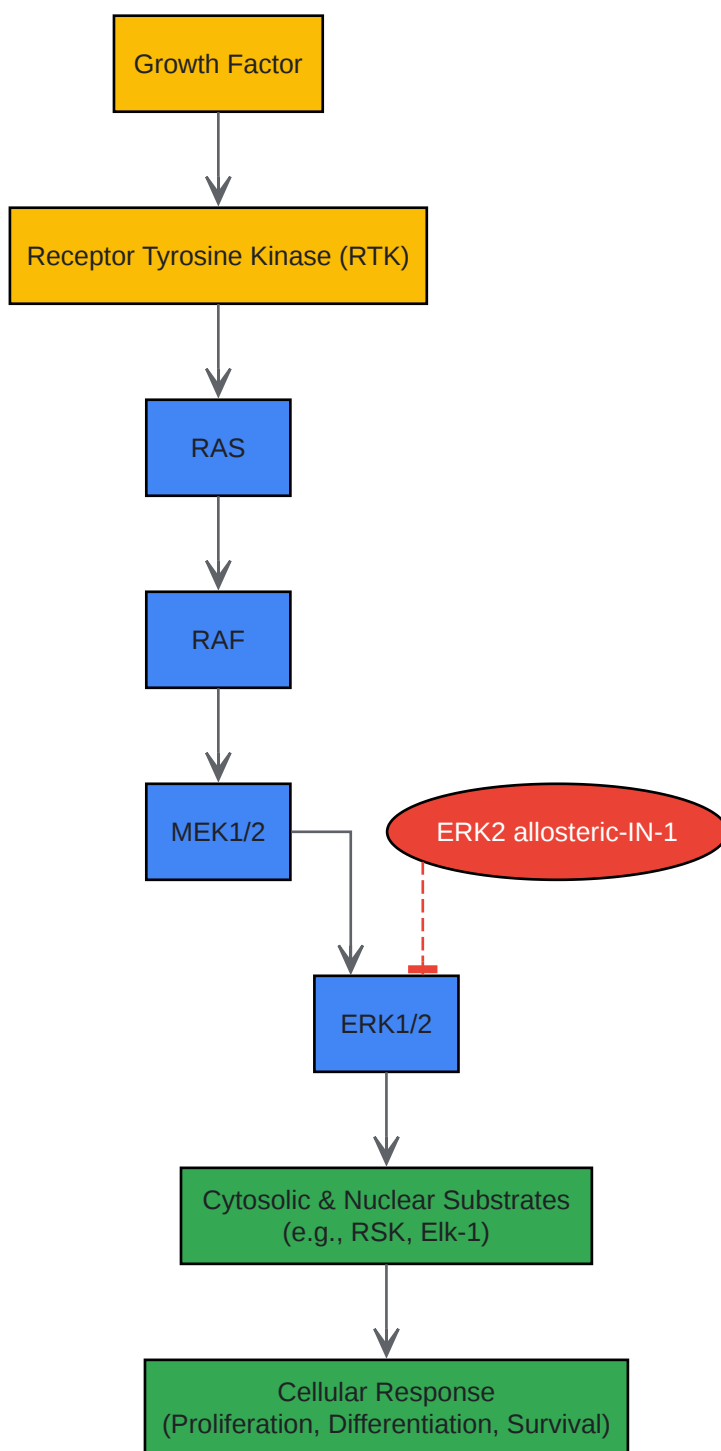 Growth Factor
Receptor Tyrosine Kinase (RTK)
RAS
RAF
MEK1/2
ERK2 allosteric-IN-1
ERK1/2
Cytosolic & Nuclear Substrates
(e.g., RSK, Elk-1)
Cellular Response
(Proliferation, Differentiation, Survival)